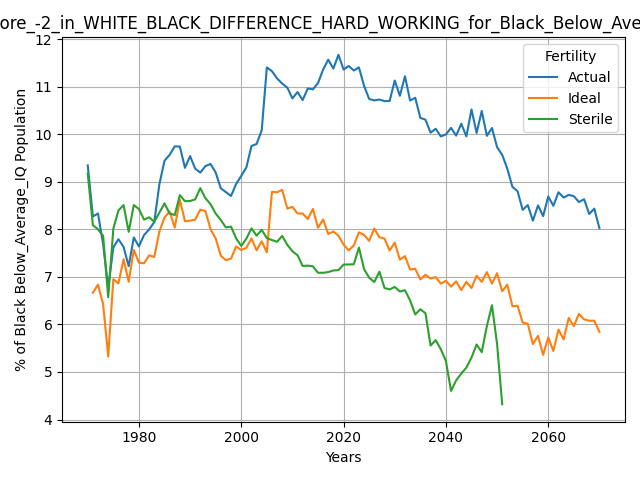 ore_-2_in_WHITE_BLACK_DIFFERENCE_HARD_WORKING_for_Black_Below_Ave
12
11
10
9
8
7
6
5
4
% of Black Below_Average_IQ Population
Fertility
Actual
Ideal
Sterile
1980 2000 2020 2040 2060
Years